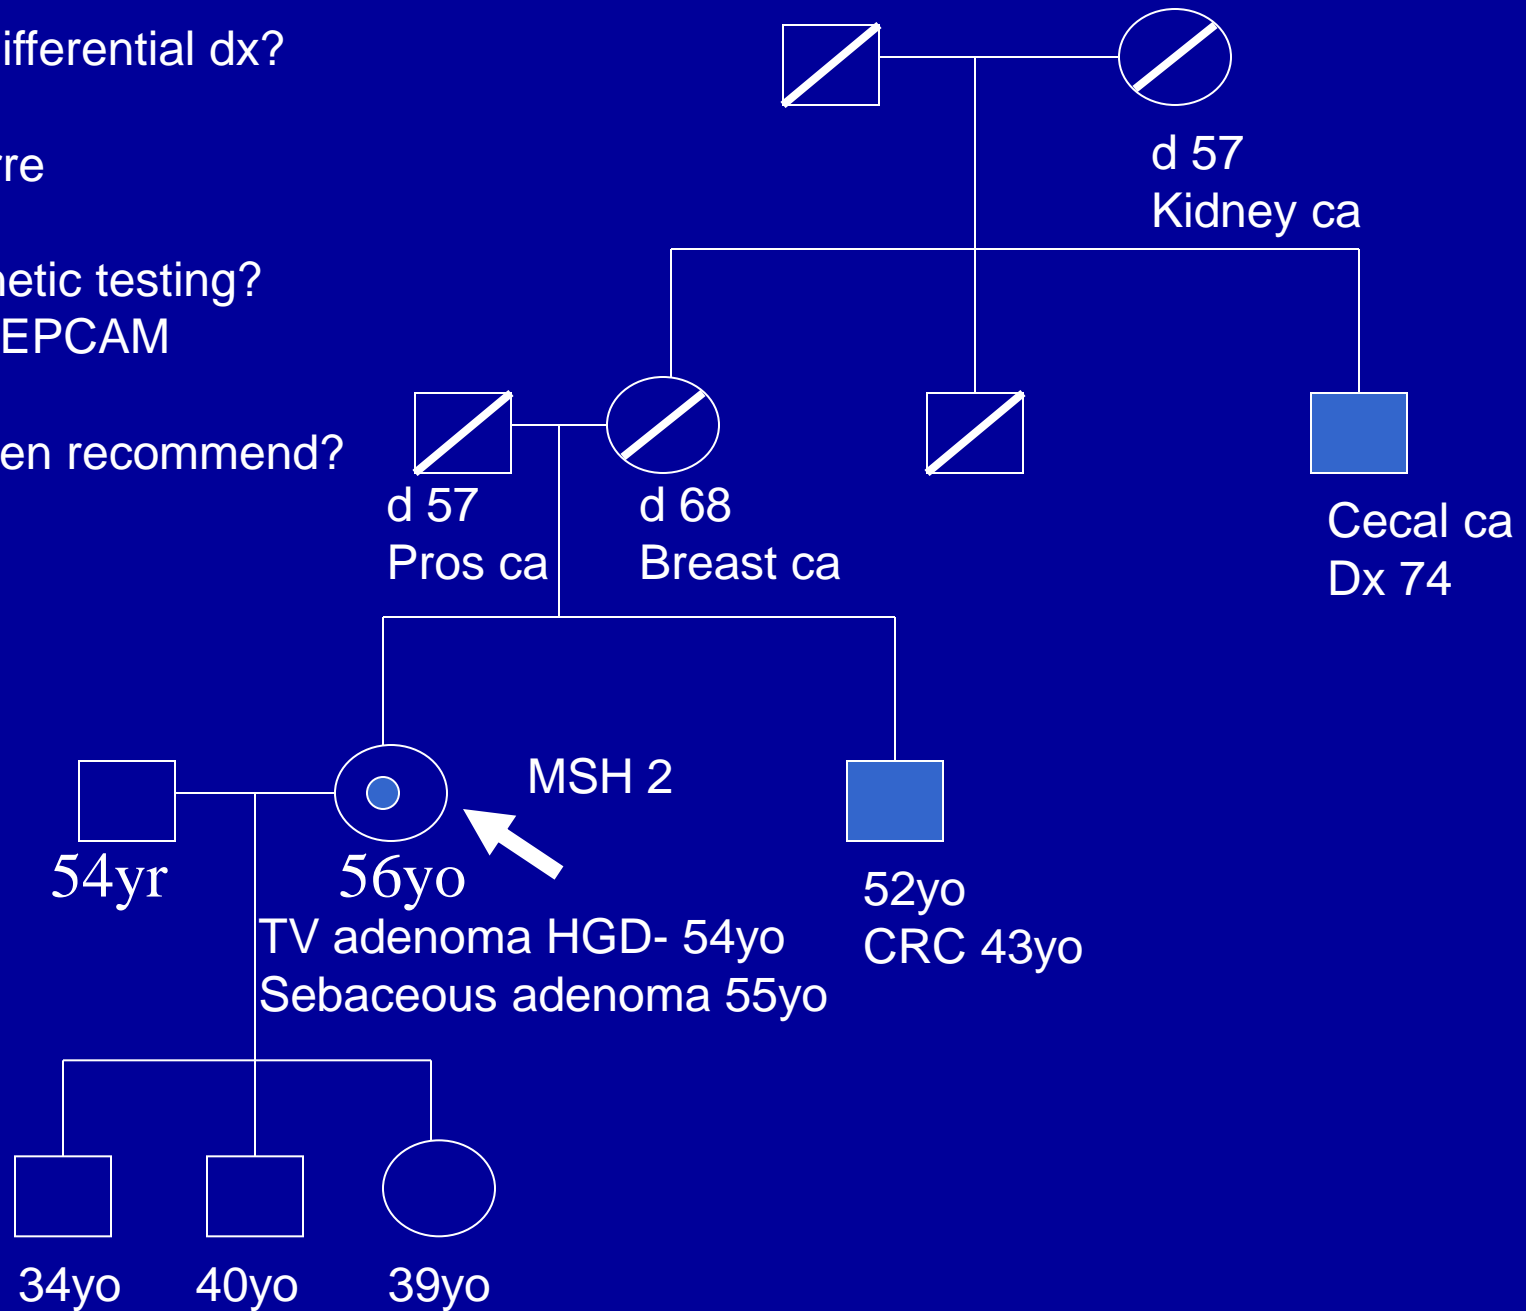 ifferential dx?
rre
netic testing?
EPCAM
en recommend?
d 57
Kidney ca
d 57
Pros ca
d 68
Breast ca
Cecal ca
Dx 74
MSH 2
54yr
56yo
TV adenoma HGD- 54yo
Sebaceous adenoma 55yo
52yo
CRC 43yo
34yo
40yo
39yo